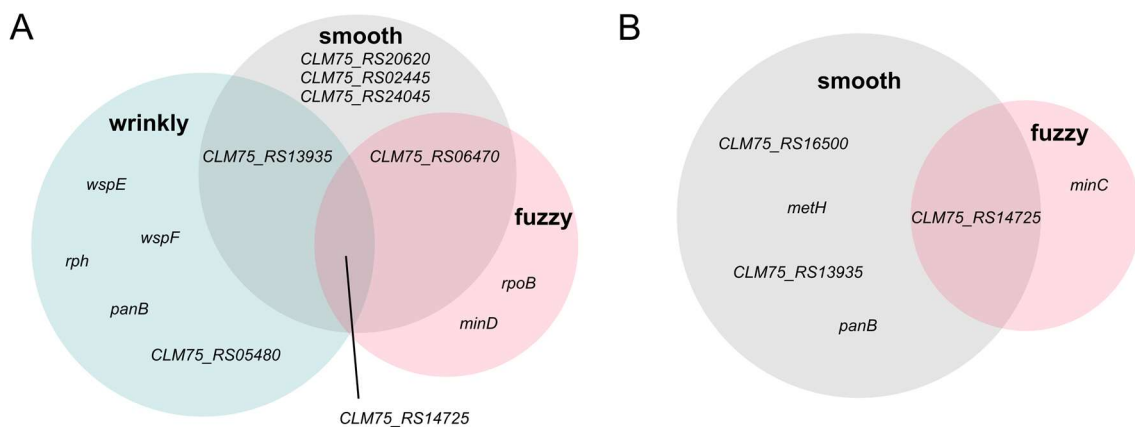 A
smooth
CLM75_RS20620
CLM75_RS02445
CLM75_RS24045
wrinkly
CLM75_RS13935
CLM75_RS06470
wspE
fuzzy
wspF
rph
rpoB
panB
minD
CLM75_RS05480
CLM75_RS14725
B
smooth
fuzzy
CLM75_RS16500
minC
metH
CLM75_RS14725
CLM75_RS13935
panB